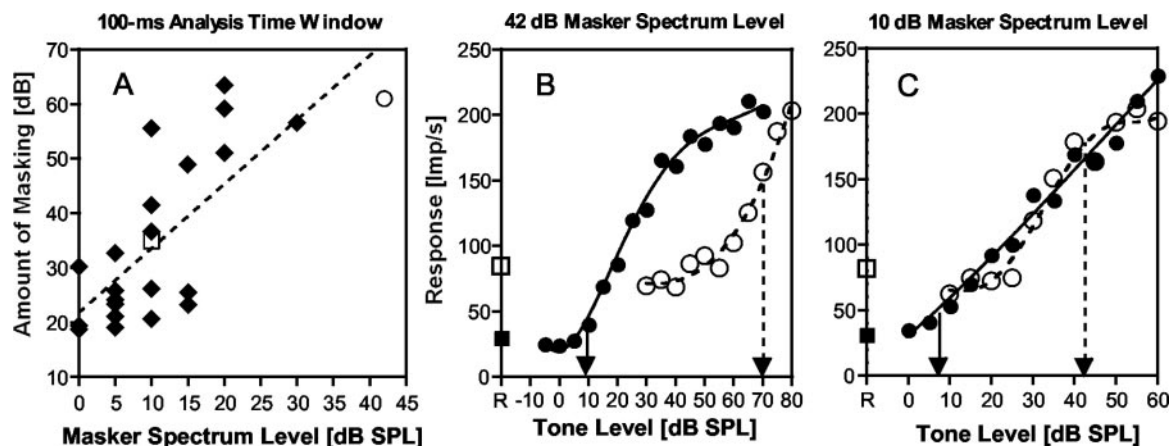 100-ms Analysis Time Window
42 dB Masker Spectrum Level
10 dB Masker Spectrum Level
Amount of Masking [dB]
70
60
50
40
30
20
10
A
0 5 10 15 20 25 30 35 40 45
Masker Spectrum Level [dB SPL]
Response [Imp/s]
250
200
150
100
50
0
B
R -10 0 10 20 30 40 50 60 70 80
Tone Level [dB SPL]
250
200
150
100
50
0
C
R 0 10 20 30 40 50 60
Tone Level [dB SPL]